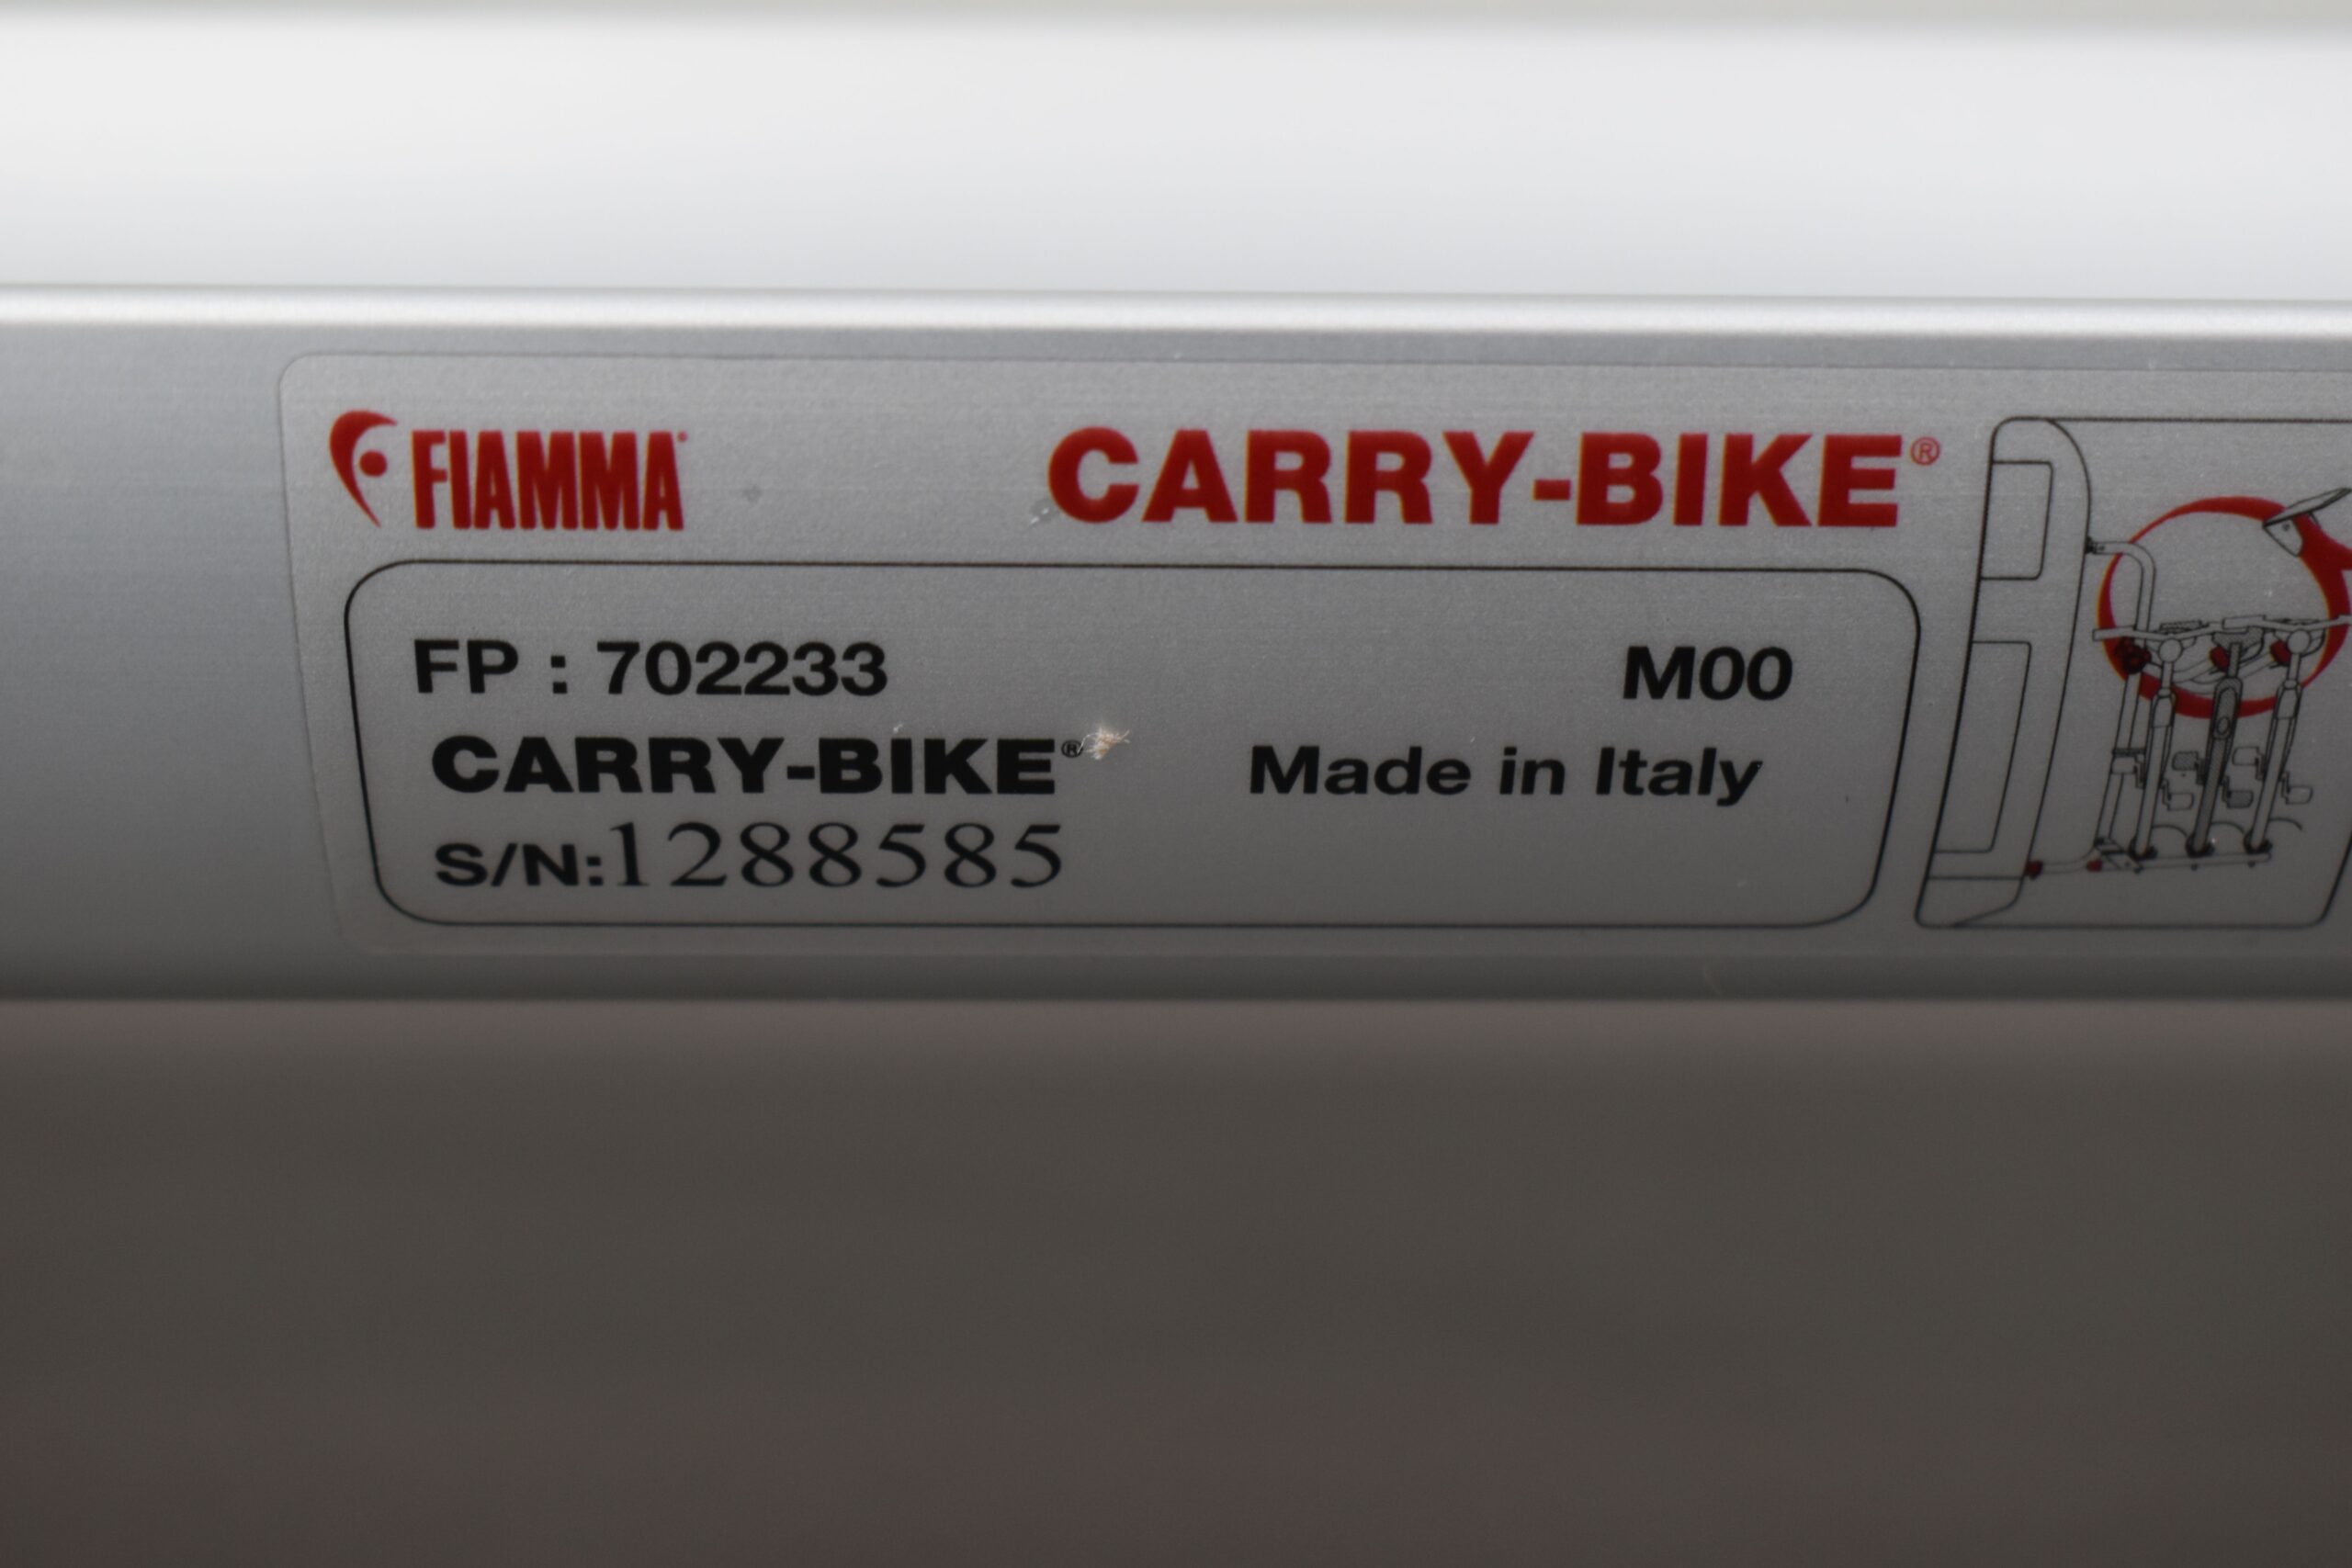 FIAMMA®
CARRY-BIKE®
FP : 702233
M00
CARRY-BIKE®
Made in Italy
S/N:1288585